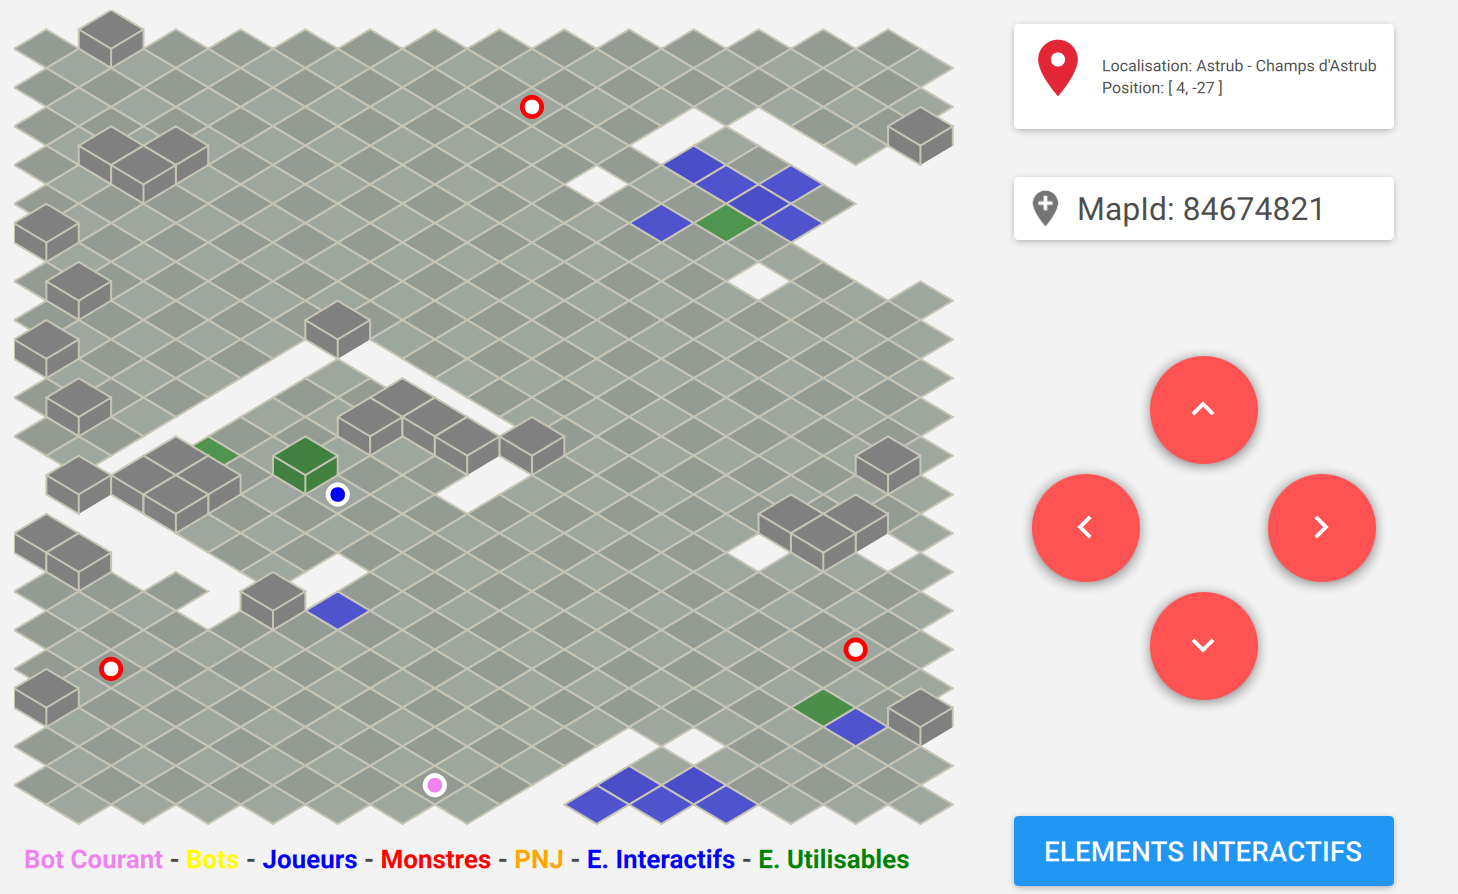 Localisation: Astrub - Champs d'Astrub
Position: [ 4, -27 ]
MapId: 84674821
Bot Courant - Bots - Joueurs - Monstres - PNJ - E. Interactifs - E. Utilisables
ELEMENTS INTERACTIFS